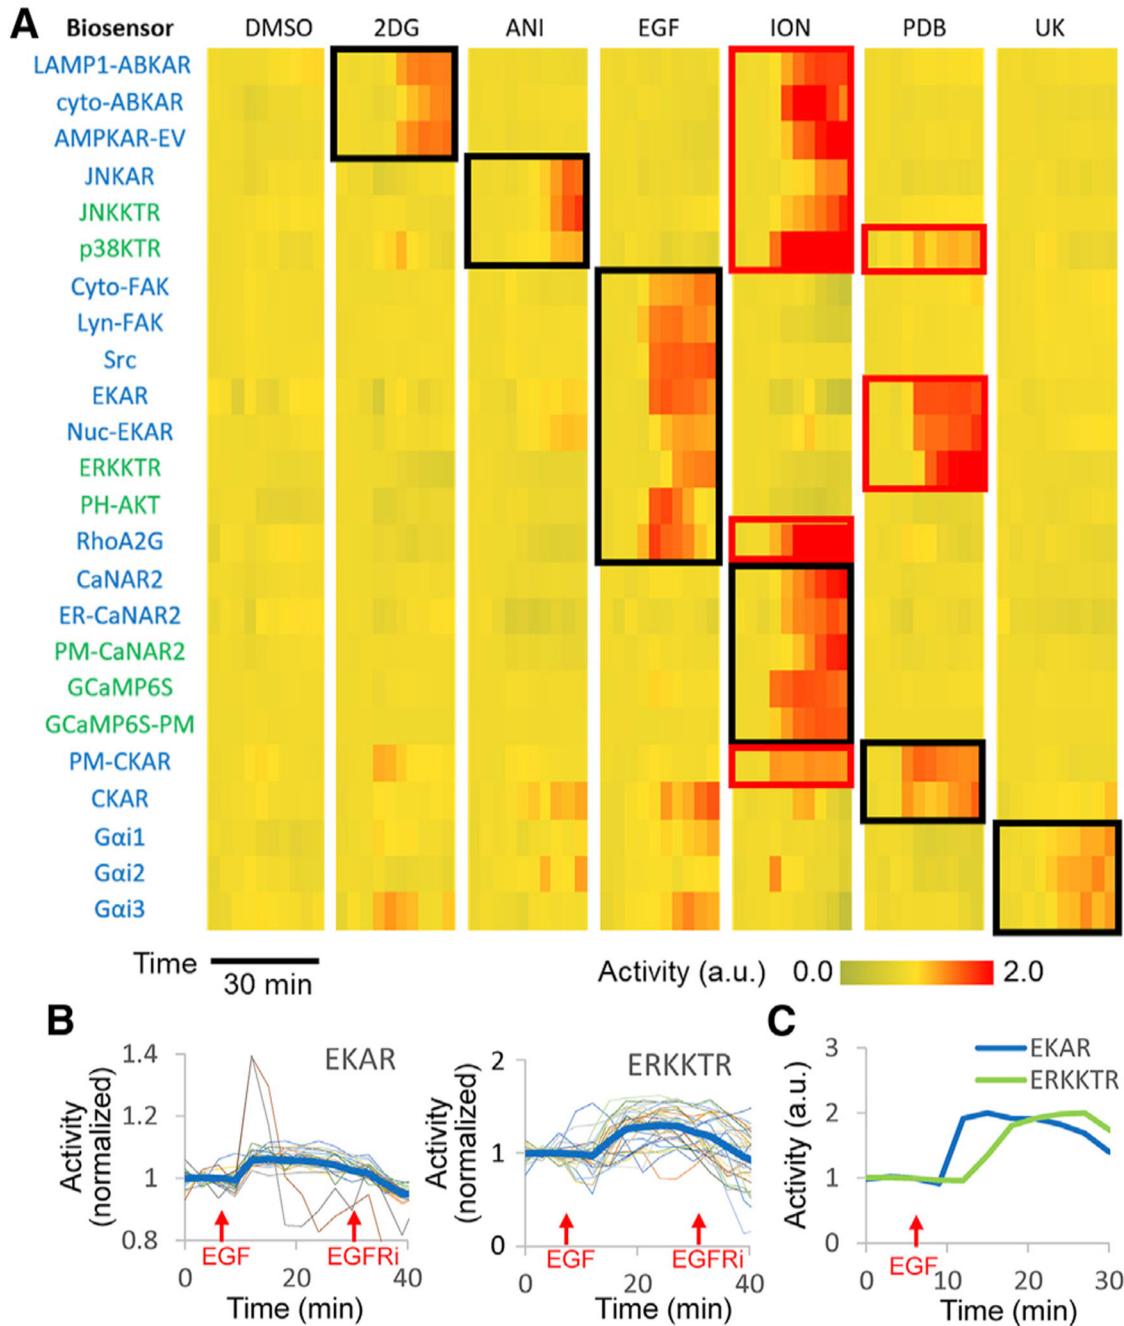 A Biosensor DMSO 2DG ANI EGF ION PDB UK
LAMP1-ABKAR
cyto-ABKAR
AMPKAR-EV
JNKAR
JNKKTR
p38KTR
Cyto-FAK
Lyn-FAK
Src
EKAR
Nuc-EKAR
ERKKTR
PH-AKT
RhoA2G
CaNAR2
ER-CaNAR2
PM-CaNAR2
GCaMP6S
GCaMP6S-PM
PM-CKAR
CKAR
Gαi1
Gαi2
Gαi3
Time
30 min
Activity (a.u.) 0.0 2.0
B
EKAR
Activity
(normalized)
1.4
1.2
1
0.8
EGF EGFRi
0 20 40
Time (min)
ERKKTR
Activity
(normalized)
2
1
0
EGF EGFRi
0 20 40
Time (min)
C
EKAR
ERKKTR
Activity (a.u.)
3
2
1
0
EGF
0 10 20 30
Time (min)